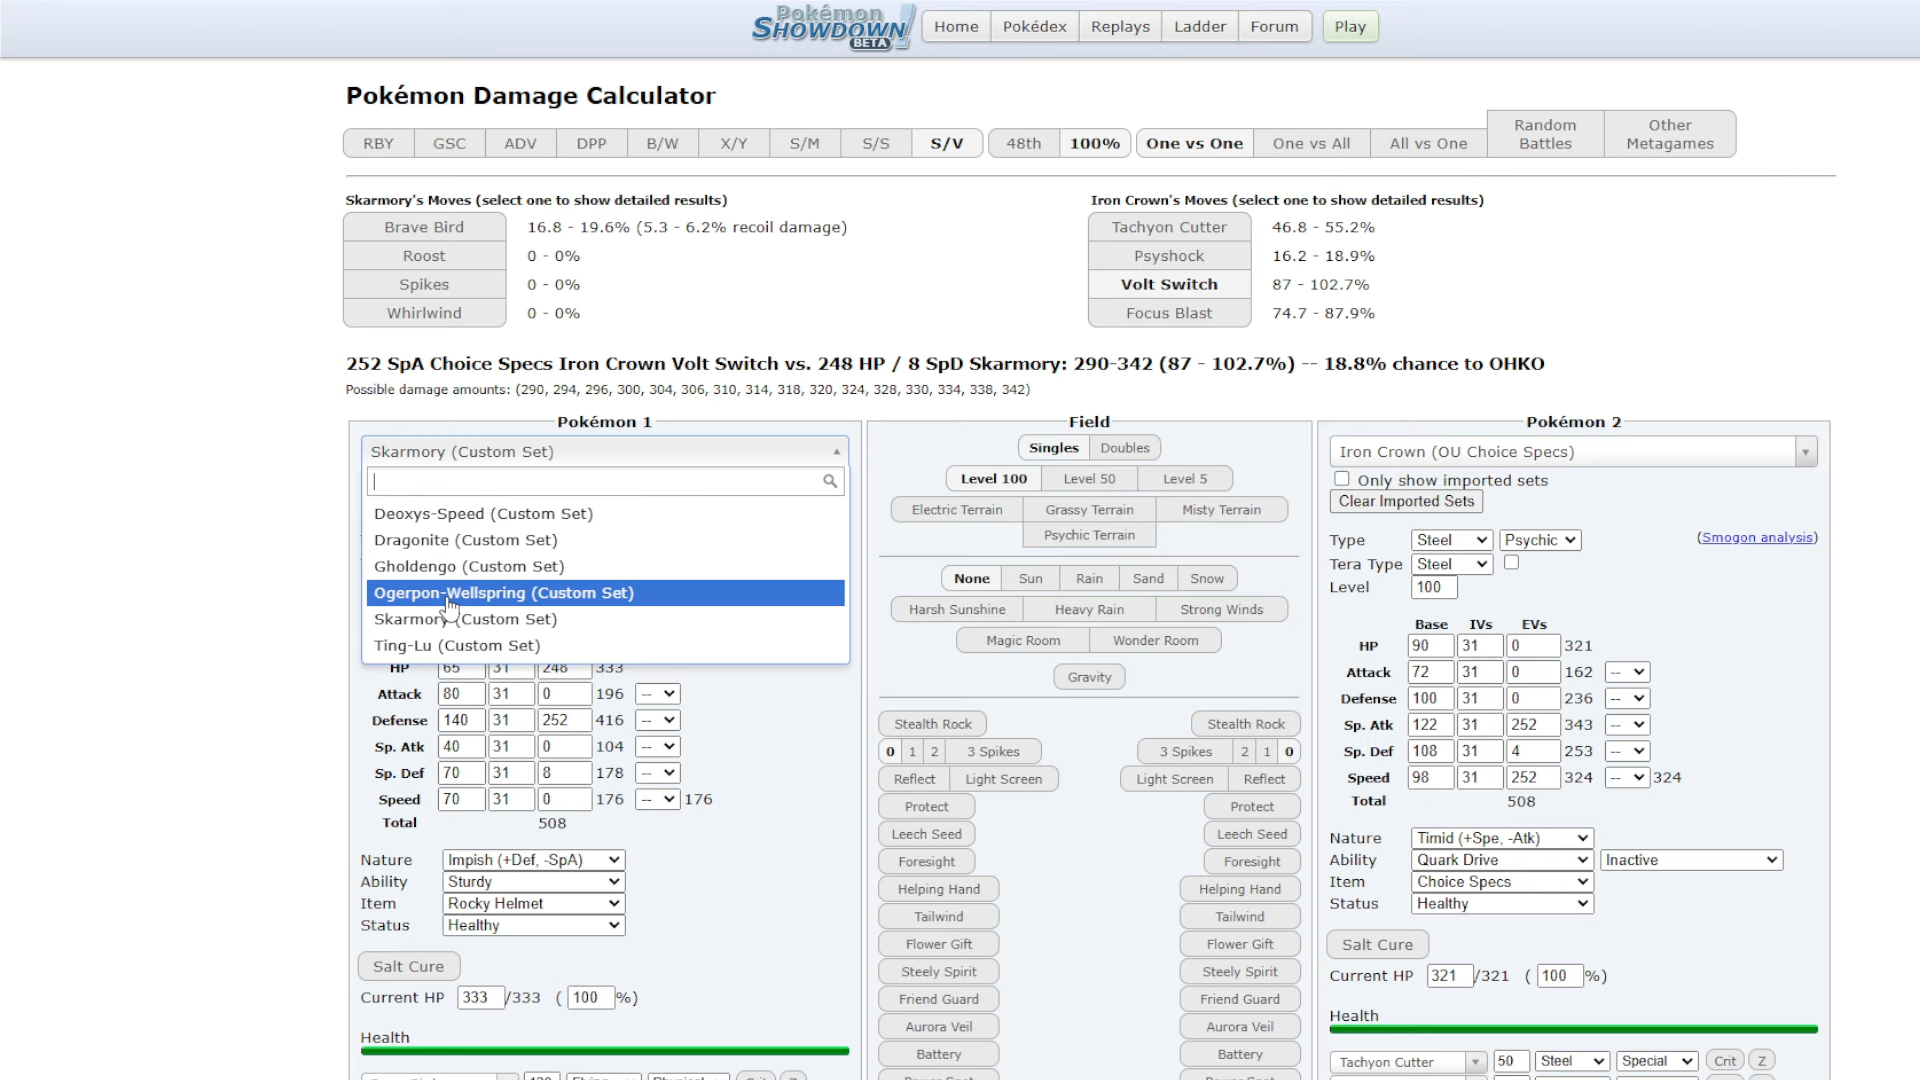 Pokémon
SHOWDOWN! BETA Home Pokédex Replays Ladder Forum Play
Pokémon Damage Calculator
RBY GSC ADV DPP B/W X/Y S/M S/S S/V 48th 100% One vs One One vs All All vs One Random Battles Other Metagames
Skarmory's Moves (select one to show detailed results) Iron Crown's Moves (select one to show detailed results)
Brave Bird 16.8 - 19.6% (5.3 - 6.2% recoil damage) Tachyon Cutter 46.8 - 55.2%
Roost 0 - 0% Psyshock 16.2 - 18.9%
Spikes 0 - 0% Volt Switch 87 - 102.7%
Whirlwind 0 - 0% Focus Blast 74.7 - 87.9%
252 SpA Choice Specs Iron Crown Volt Switch vs. 248 HP / 8 SpD Skarmory: 290-342 (87 - 102.7%) -- 18.8% chance to OHKO
Possible damage amounts: (290, 294, 296, 300, 304, 306, 310, 314, 318, 320, 324, 328, 330, 334, 338, 342)
Pokémon 1
Skarmory (Custom Set)
Deoxys-Speed (Custom Set)
Dragonite (Custom Set)
Gholdengo (Custom Set)
Ogerpon-Wellspring (Custom Set)
Skarmory (Custom Set)
Ting-Lu (Custom Set)
HP 65 31 248 333
Attack 80 31 0 196 --
Defense 140 31 252 416 --
Sp. Atk 40 31 0 104 --
Sp. Def 70 31 8 178 --
Speed 70 31 0 176 -- 176
Total 508
Nature Impish (+Def, -SpA)
Ability Sturdy
Item Rocky Helmet
Status Healthy
Salt Cure
Current HP 333 /333 ( 100 %)
Health
Field
Singles Doubles
Level 100 Level 50 Level 5
Electric Terrain Grassy Terrain Misty Terrain
Psychic Terrain
None Sun Rain Sand Snow
Harsh Sunshine Heavy Rain Strong Winds
Magic Room Wonder Room
Gravity
Stealth Rock Stealth Rock
0 1 2 3 Spikes 3 Spikes 2 1 0
Reflect Light Screen Light Screen Reflect
Protect Protect
Leech Seed Leech Seed
Foresight Foresight
Helping Hand Helping Hand
Tailwind Tailwind
Flower Gift Flower Gift
Steely Spirit Steely Spirit
Friend Guard Friend Guard
Aurora Veil Aurora Veil
Battery Battery
Pokémon 2
Iron Crown (OU Choice Specs)
Only show imported sets
Clear Imported Sets
Type Steel Psychic (Smogon analysis)
Tera Type Steel
Level 100
Base IVs EVs
HP 90 31 0 321
Attack 72 31 0 162 --
Defense 100 31 0 236 --
Sp. Atk 122 31 252 343 --
Sp. Def 108 31 4 253 --
Speed 98 31 252 324 -- 324
Total 508
Nature Timid (+Spe, -Atk)
Ability Quark Drive Inactive
Item Choice Specs
Status Healthy
Salt Cure
Current HP 321 /321 ( 100 %)
Health
Tachyon Cutter 50 Steel Special Crit Z